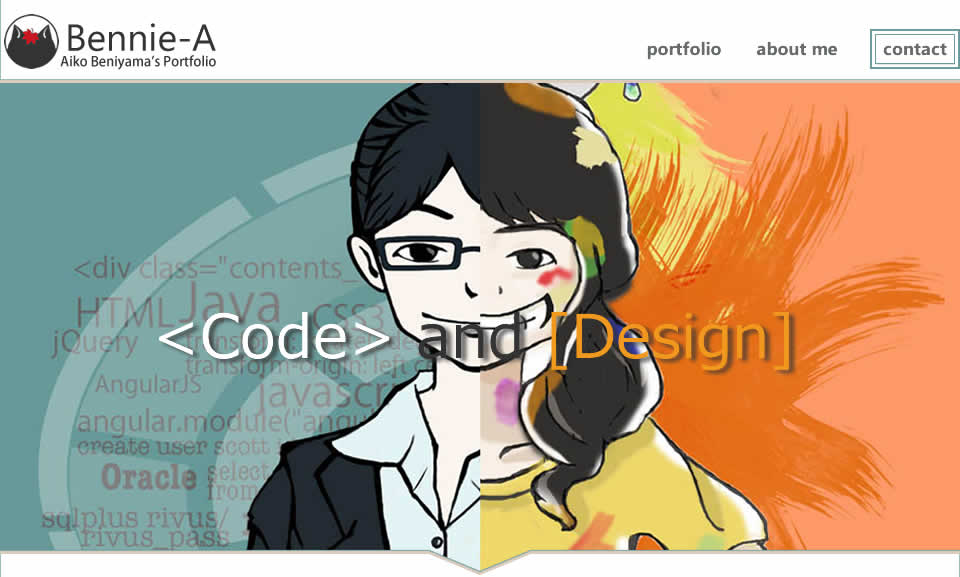 Bennie-A
Aiko Beniyama's Portfolio
portfolio
about me
contact
<div class="contents_
HTML Java CSS3
jQuery
<Code> and [Design]
transform-origin: left
AngularJS
javascr
angular.module("angu
create user scott i
Oracle
select
from
sqlplus rivus/
rivus_pass